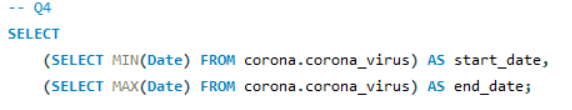 -- Q4
SELECT
(SELECT MIN(Date) FROM corona.corona_virus) AS start_date,
(SELECT MAX(Date) FROM corona.corona_virus) AS end_date;